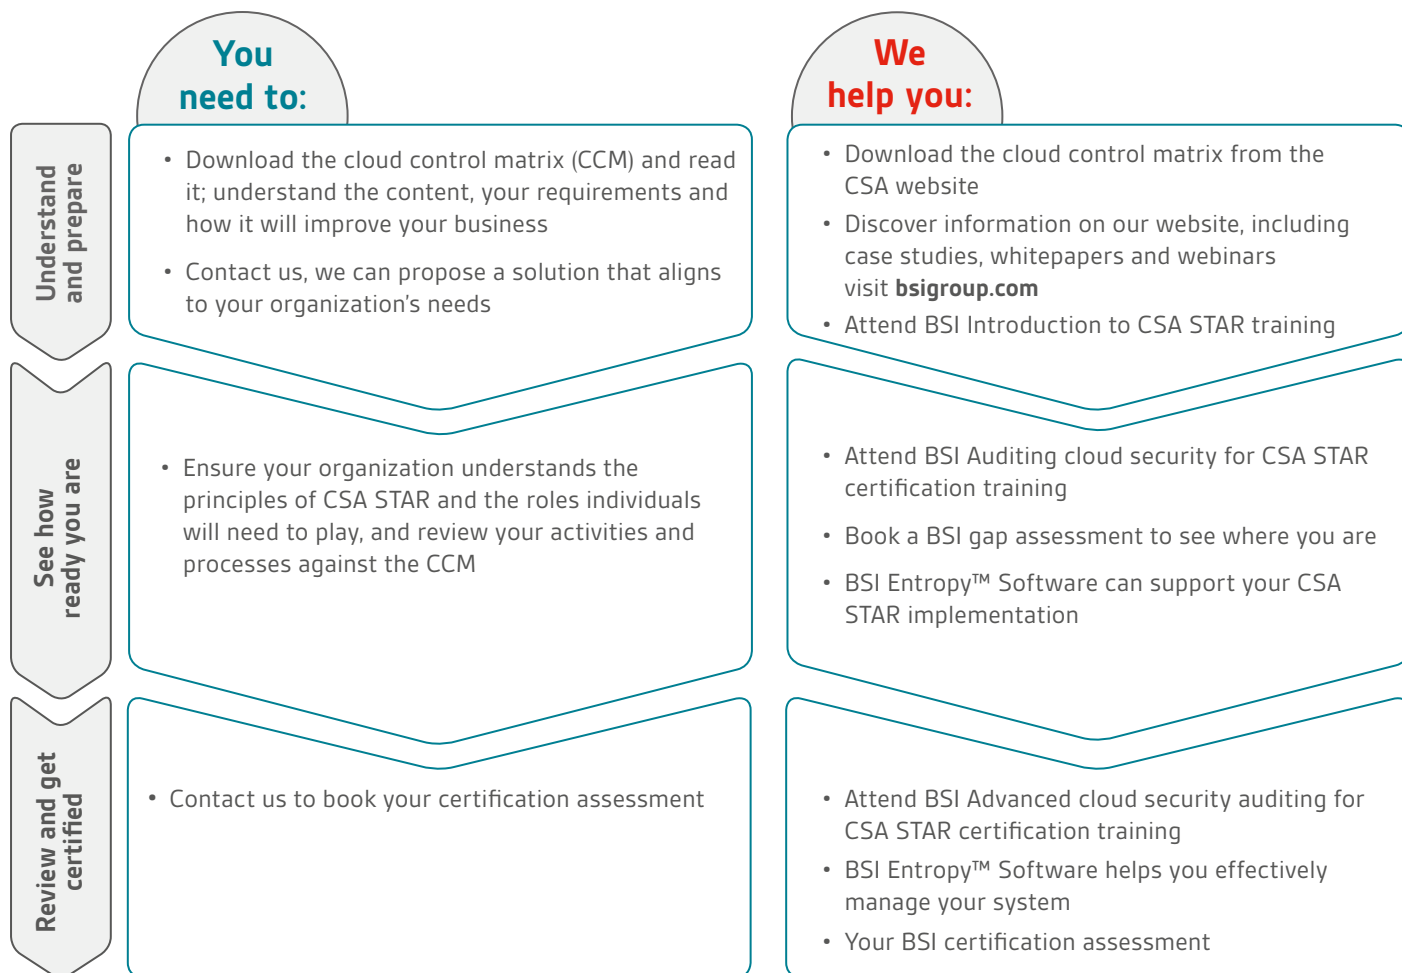 You
need to:
We
help you:
Understand
and prepare
• Download the cloud control matrix (CCM) and read
it; understand the content, your requirements and
how it will improve your business
• Contact us, we can propose a solution that aligns
to your organization's needs
• Download the cloud control matrix from the
CSA website
• Discover information on our website, including
case studies, whitepapers and webinars
visit bsigroup.com
• Attend BSI Introduction to CSA STAR training
See how
ready you are
• Ensure your organization understands the
principles of CSA STAR and the roles individuals
will need to play, and review your activities and
processes against the CCM
• Attend BSI Auditing cloud security for CSA STAR
certification training
• Book a BSI gap assessment to see where you are
• BSI Entropy™ Software can support your CSA
STAR implementation
Review and get
certified
• Contact us to book your certification assessment
• Attend BSI Advanced cloud security auditing for
CSA STAR certification training
• BSI Entropy™ Software helps you effectively
manage your system
• Your BSI certification assessment